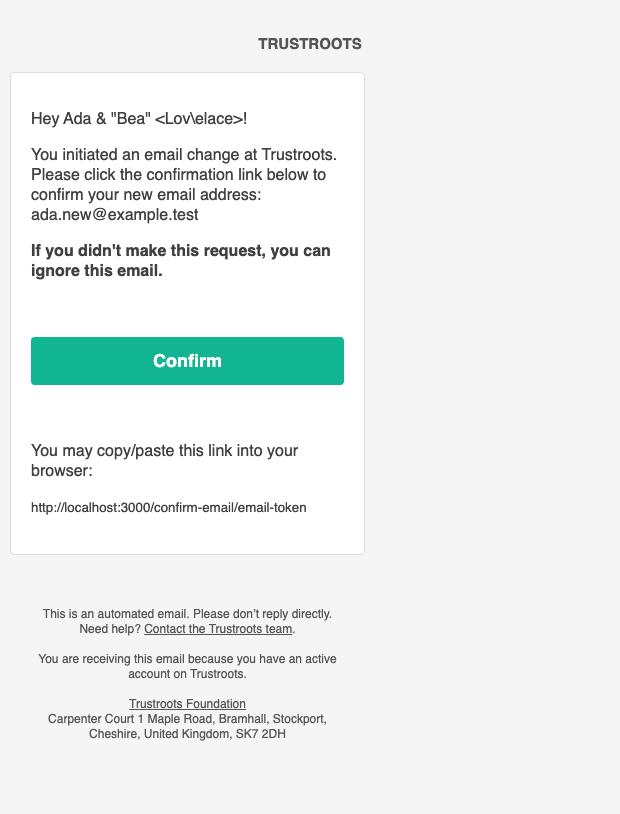 TRUSTROOTS
Hey Ada & "Bea" <Lov\elace>!
You initiated an email change at Trustroots.
Please click the confirmation link below to
confirm your new email address:
ada.new@example.test
If you didn't make this request, you can
ignore this email.
Confirm
You may copy/paste this link into your
browser:
http://localhost:3000/confirm-email/email-token
This is an automated email. Please don’t reply directly.
Need help? Contact the Trustroots team.
You are receiving this email because you have an active
account on Trustroots.
Trustroots Foundation
Carpenter Court 1 Maple Road, Bramhall, Stockport,
Cheshire, United Kingdom, SK7 2DH